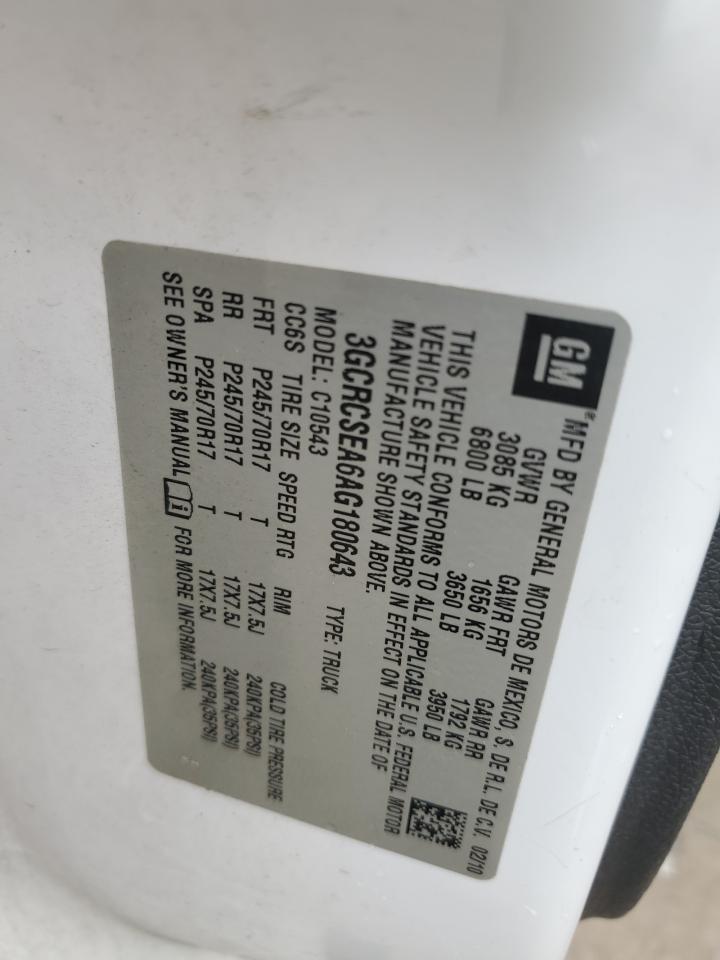 GM® MFD BY GENERAL MOTORS DE MEXICO, S. DE R.L. DE C.V. 02/10
GVWR GAWR FRT GAWR RR
3085 KG 1656 KG 1792 KG
6800 LB 3650 LB 3950 LB
THIS VEHICLE CONFORMS TO ALL APPLICABLE U.S. FEDERAL MOTOR
VEHICLE SAFETY STANDARDS IN EFFECT ON THE DATE OF
MANUFACTURE SHOWN ABOVE.
3GCRCSEA6AG180643 TYPE: TRUCK
MODEL: C10543
CC6S TIRE SIZE SPEED RTG RIM COLD TIRE PRESSURE
FRT P245/70R17 T 17X7.5J 240KPA(35PSI)
RR P245/70R17 T 17X7.5J 240KPA(35PSI)
SPA P245/70R17 T 17X7.5J 240KPA(35PSI)
SEE OWNER'S MANUAL FOR MORE INFORMATION.